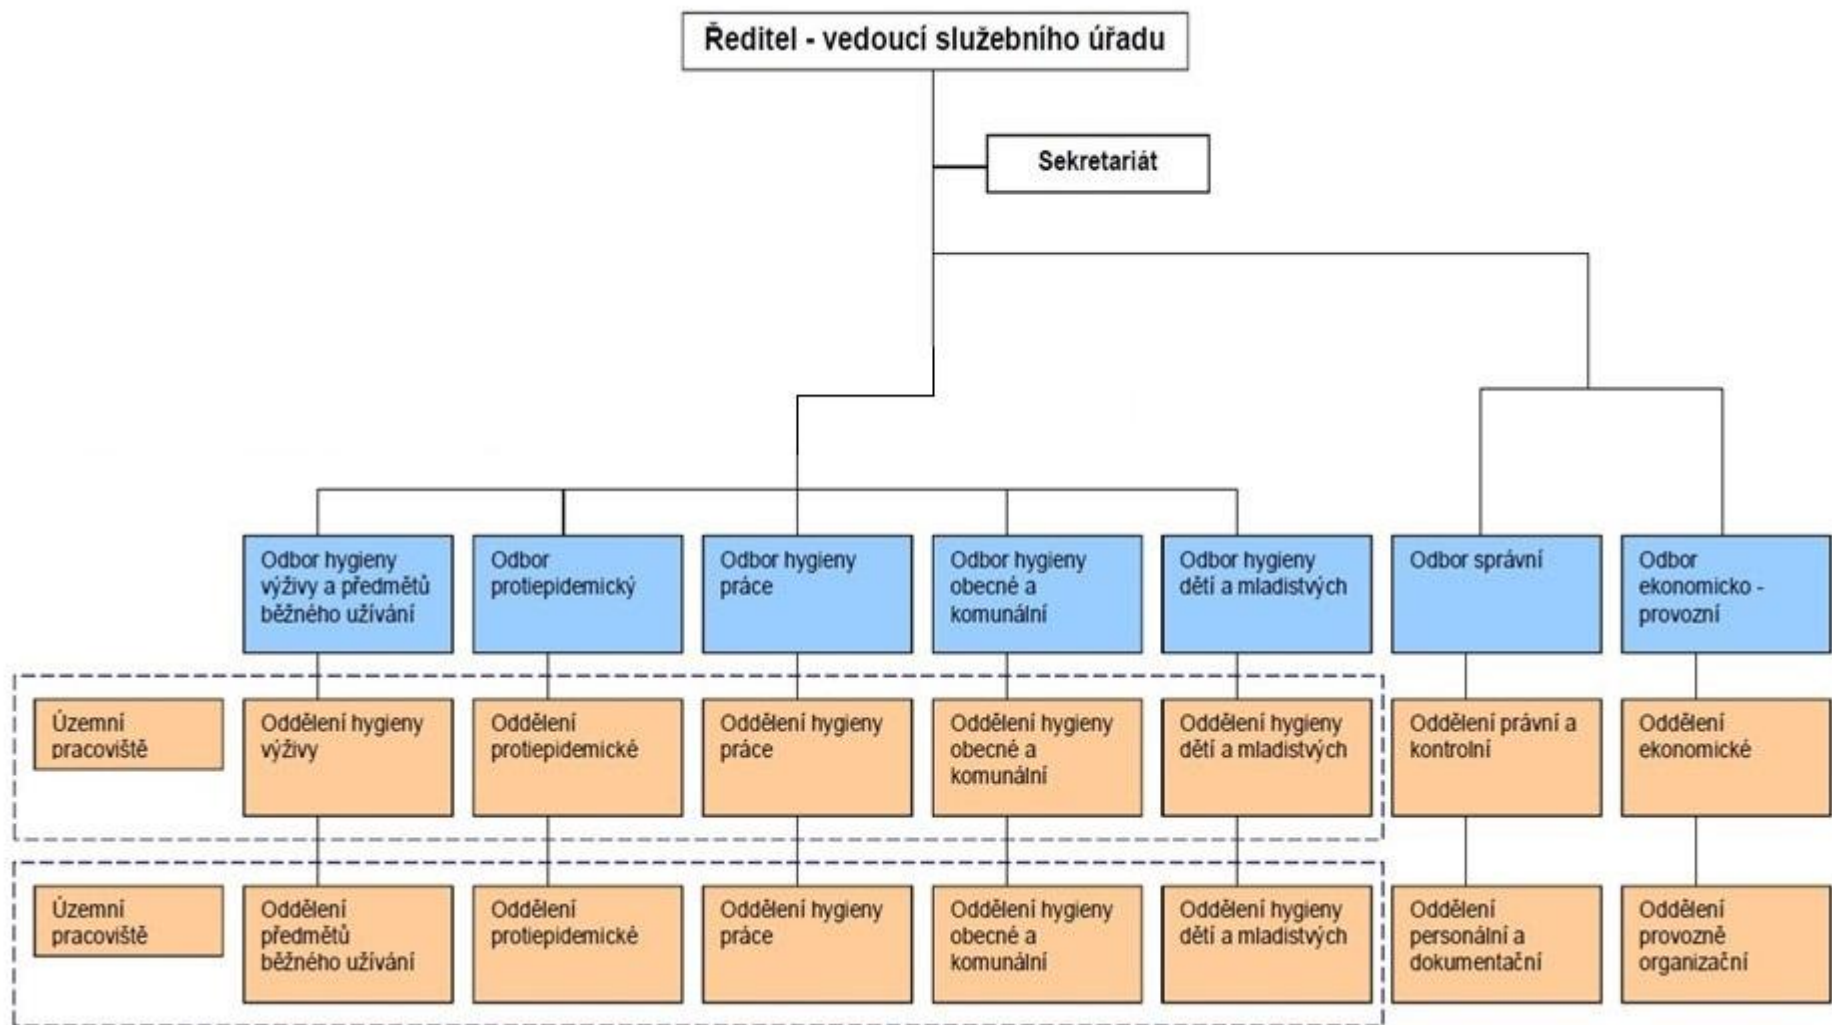 Ředitel - vedoucí služebního úřadu
Sekretariát
Odbor hygieny
výživy a předmětů
běžného užívání
Odbor
protiepidemický
Odbor hygieny
práce
Odbor hygieny
obecné a
komunální
Odbor hygieny
dětí a mladistvých
Odbor správní
Odbor
ekonomicko -
provozní
Územní
pracoviště
Oddělení hygieny
výživy
Oddělení
protiepidemické
Oddělení hygieny
práce
Oddělení hygieny
obecné a
komunální
Oddělení hygieny
dětí a mladistvých
Oddělení právní a
kontrolní
Oddělení
ekonomické
Územní
pracoviště
Oddělení
předmětů
běžného užívání
Oddělení
protiepidemické
Oddělení hygieny
práce
Oddělení hygieny
obecné a
komunální
Oddělení hygieny
dětí a mladistvých
Oddělení
personální a
dokumentační
Oddělení
provozně
organizační